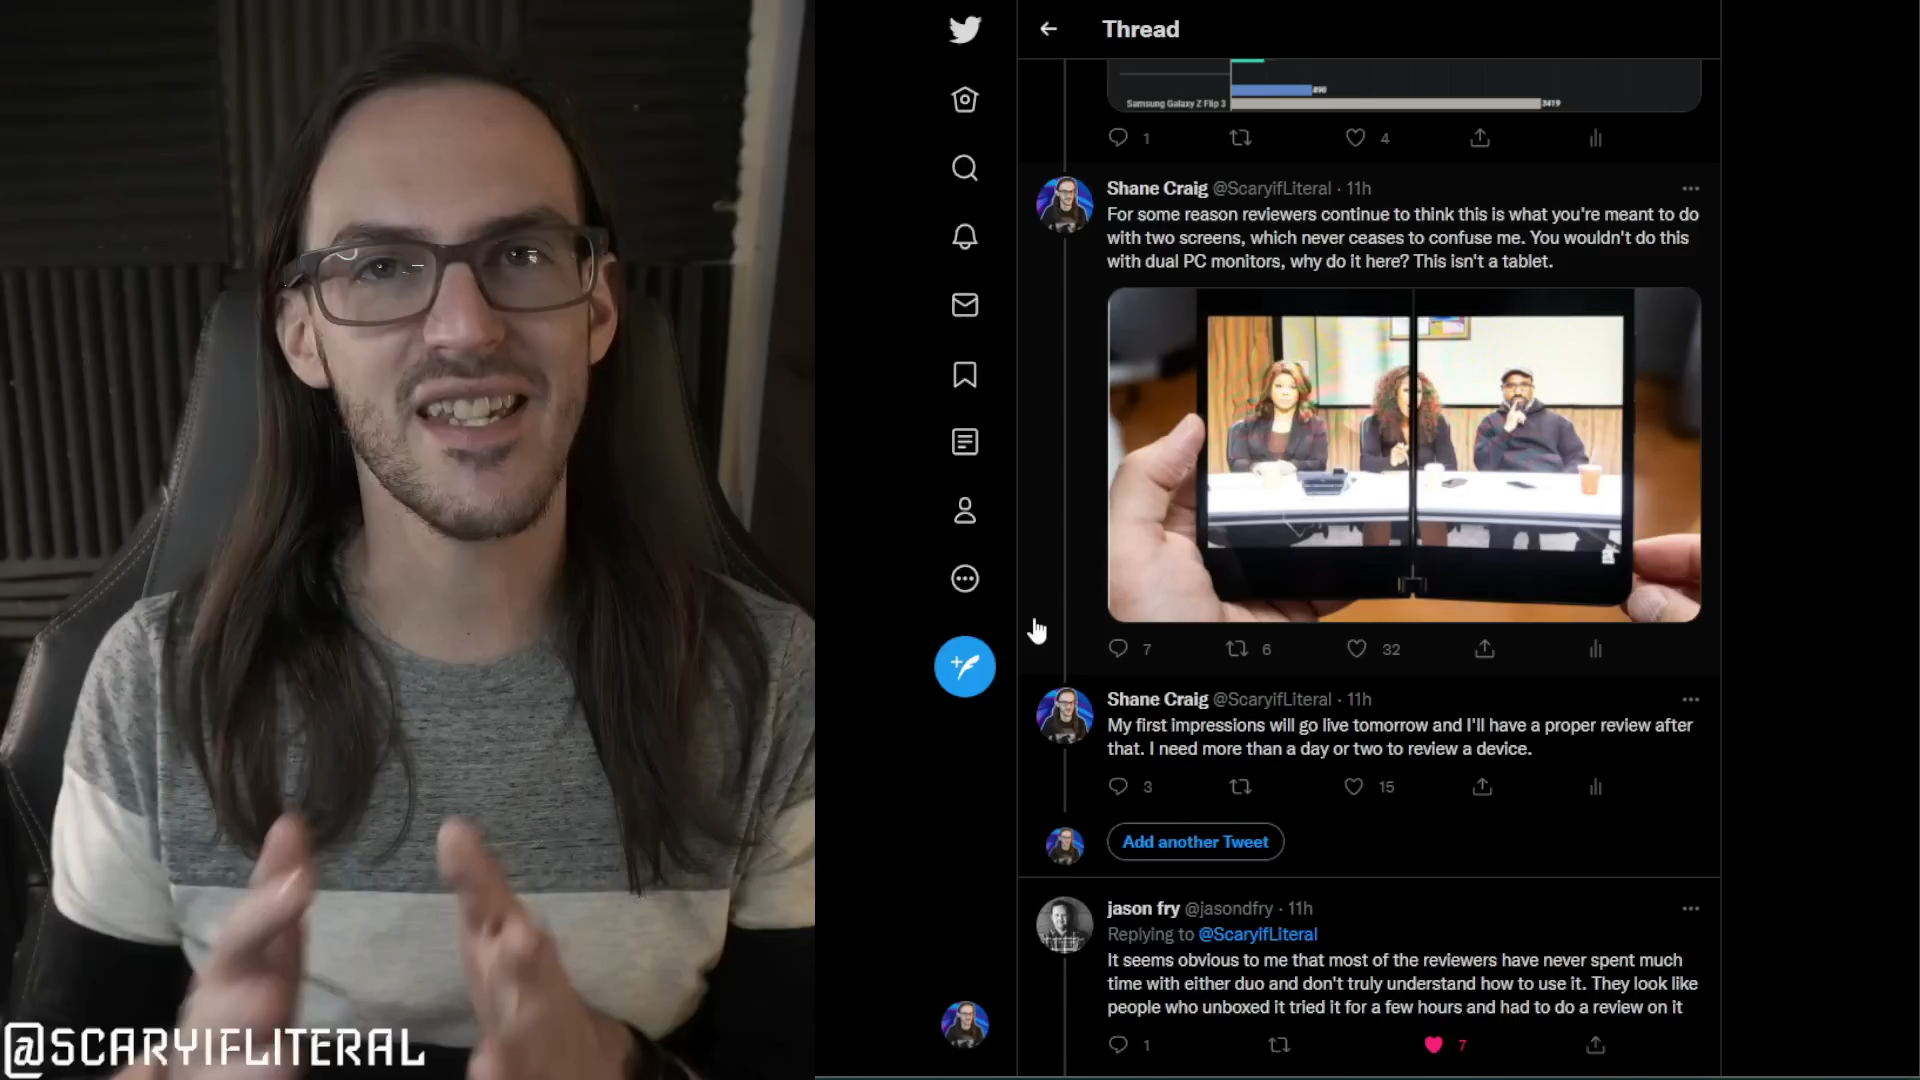 Thread
890
Samsung Galaxy Z Flip 3
3419
1
4
Shane Craig @ScaryifLiteral · 11h
For some reason reviewers continue to think this is what you're meant to do
with two screens, which never ceases to confuse me. You wouldn't do this
with dual PC monitors, why do it here? This isn't a tablet.
7
6
32
Shane Craig @ScaryifLiteral · 11h
My first impressions will go live tomorrow and I'll have a proper review after
that. I need more than a day or two to review a device.
3
15
Add another Tweet
jason fry @jasondfry · 11h
Replying to @ScaryifLiteral
It seems obvious to me that most of the reviewers have never spent much
time with either duo and don't truly understand how to use it. They look like
people who unboxed it tried it for a few hours and had to do a review on it
1
7
@SCARYIFLITERAL